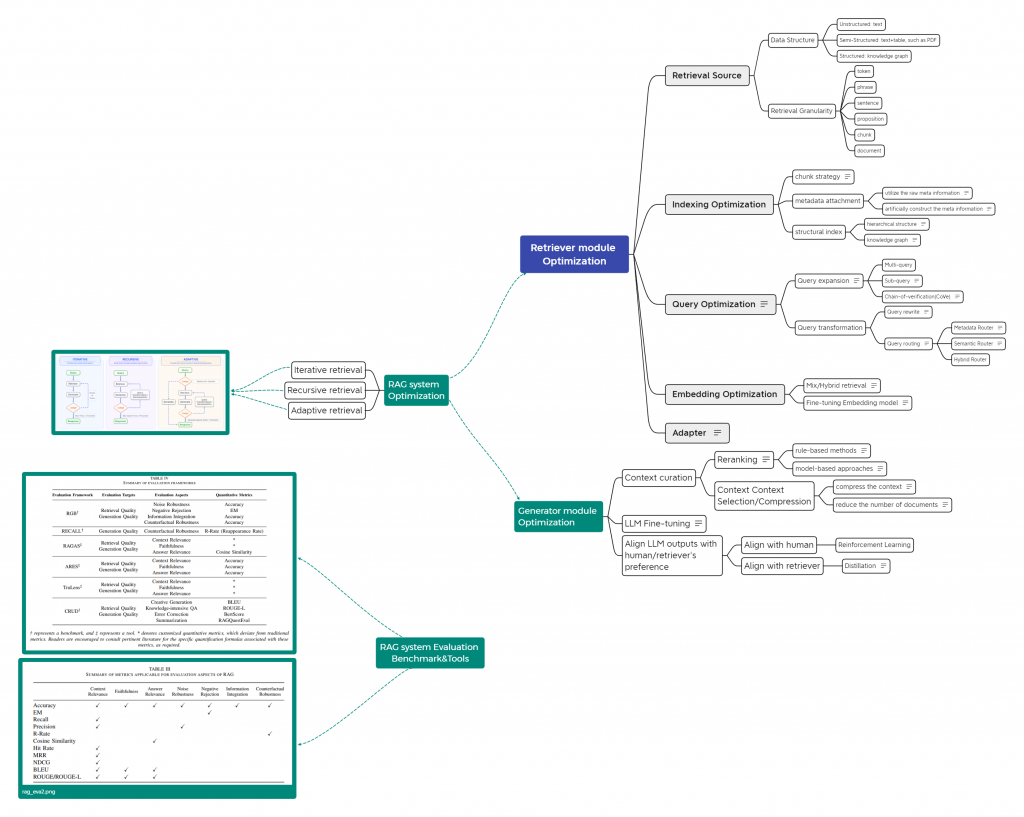 Unstructured: text
Data Structure
Semi-Structured: text+table, such as PDF
Structured: knowledge graph
Retrieval Source
token
phrase
sentence
Retrieval Granularity
proposition
chunk
document
chunk strategy
Indexing Optimization
metadata attachment
utilize the raw meta information
artificially construct the meta information
structural index
hierarchical structure
knowledge graph
Retriever module
Optimization
Query Optimization
Query expansion
Multi-query
Sub-query
Chain-of-verification(CoVe)
Query transformation
Query rewrite
Query routing
Metadata Router
Semantic Router
Hybrid Router
Embedding Optimization
Mix/Hybrid retrieval
Fine-tuning Embedding model
Adapter
RAG system
Optimization
Iterative retrieval
Recursive retrieval
Adaptive retrieval
ITERATIVE
RECURSIVE
ADAPTIVE
Generator module
Optimization
Context curation
Reranking
rule-based methods
model-based approaches
Context Context
Selection/Compression
compress the context
reduce the number of documents
LLM Fine-tuning
Align LLM outputs with
human/retriever's
preference
Align with human
Reinforcement Learning
Align with retriever
Distillation
RAG system Evaluation
Benchmark&Tools
TABLE IV
SUMMARY OF EVALUATION FRAMEWORKS
Evaluation Framework Evaluation Targets Evaluation Aspects Quantitative Metrics
RGB† Retrieval Quality Generation Quality
Noise Robustness Accuracy
Negative Rejection EM
Information Integration Accuracy
Counterfactual Robustness Accuracy
RECALL† Generation Quality Counterfactual Robustness R-Rate (Reappearance Rate)
RAGAS‡ Retrieval Quality Generation Quality
Context Relevance *
Faithfulness *
Answer Relevance Cosine Similarity
ARES‡ Retrieval Quality Generation Quality
Context Relevance Accuracy
Faithfulness Accuracy
Answer Relevance Accuracy
TruLens‡ Retrieval Quality Generation Quality
Context Relevance *
Faithfulness *
Answer Relevance *
CRUD† Retrieval Quality Generation Quality
Creative Generation BLEU
Knowledge-intensive QA ROUGE-L
Error Correction BertScore
Summarization RAGQuestEval
† represents a benchmark, and ‡ represents a tool. * denotes customized quantitative metrics, which deviate from traditional
metrics. Readers are encouraged to consult pertinent literature for the specific quantification formulas associated with these
metrics, as required.
TABLE III
SUMMARY OF METRICS APPLICABLE FOR EVALUATION ASPECTS OF RAG
Context Relevance Faithfulness Answer Relevance Noise Robustness Negative Rejection Information Integration Counterfactual Robustness
Accuracy ✓ ✓ ✓ ✓ ✓ ✓ ✓
EM ✓
Recall ✓
Precision ✓ ✓
R-Rate ✓
Cosine Similarity ✓
Hit Rate ✓
MRR ✓
NDCG ✓
BLEU ✓ ✓ ✓
ROUGE/ROUGE-L ✓ ✓ ✓
rag_eva2.png